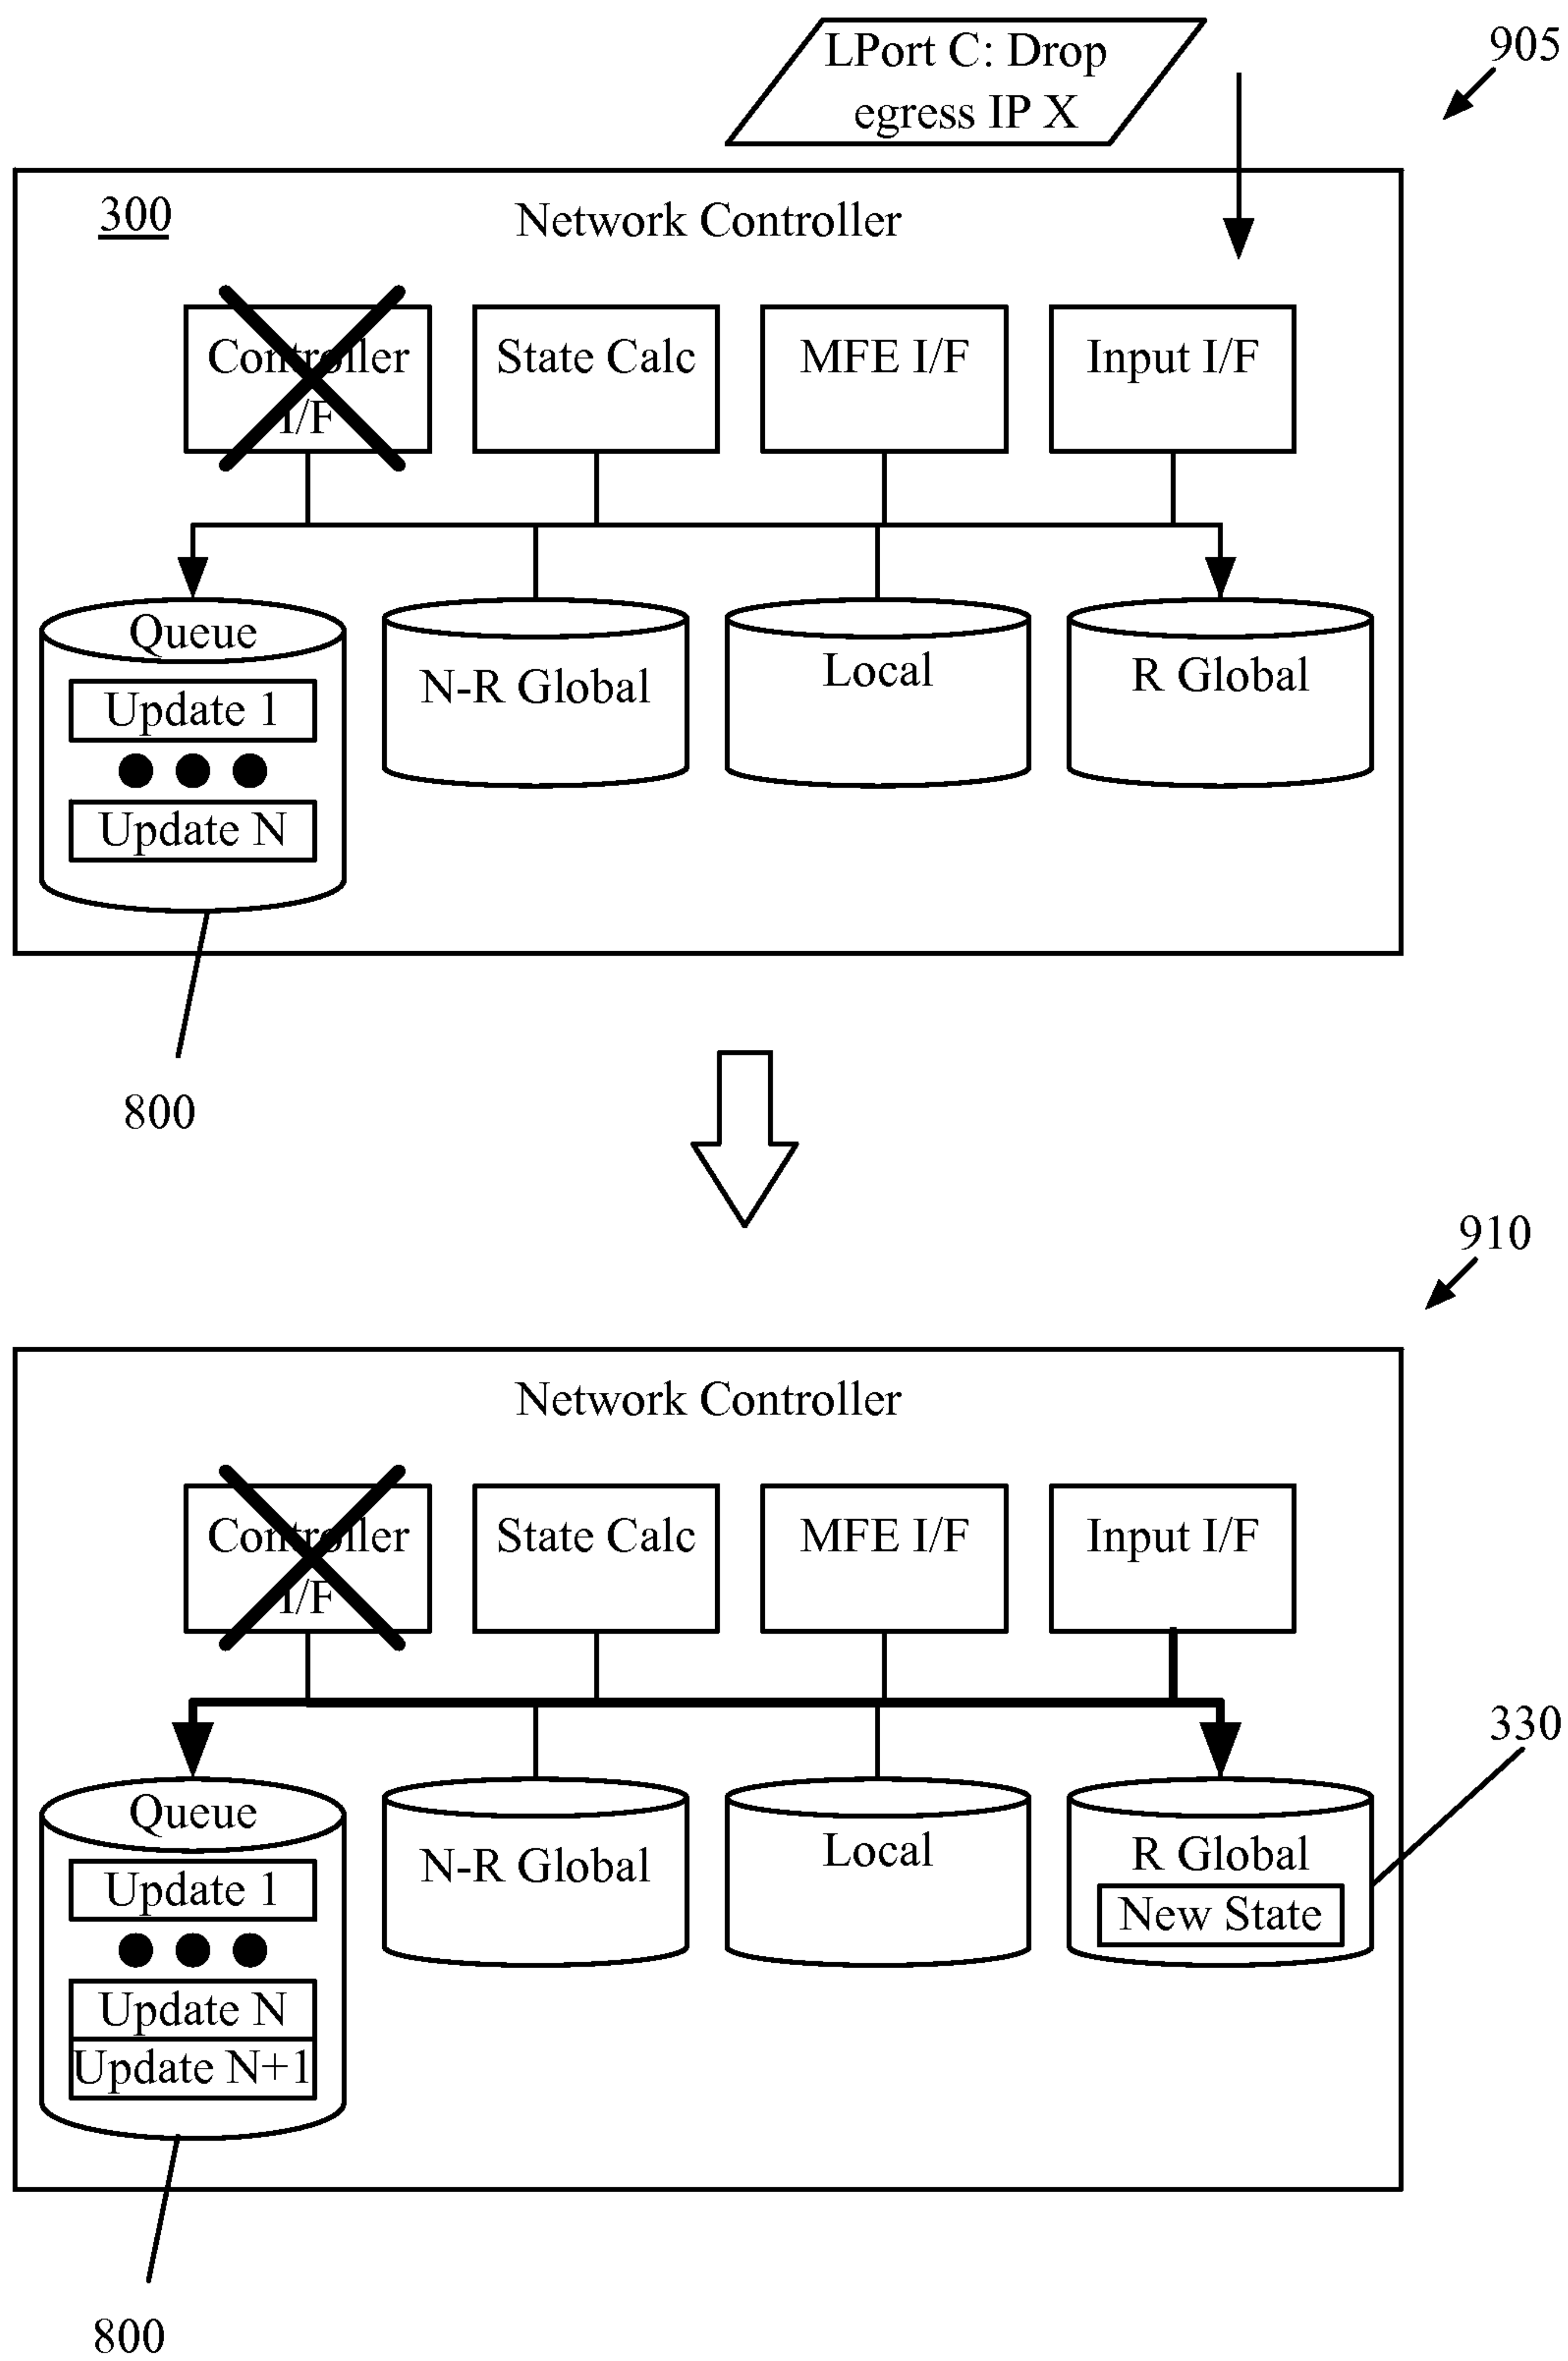 LPort C: Drop
egress IP X
905
300
Network Controller
Controller
I/F
State Calc
MFE I/F
Input I/F
Queue
Update 1
Update N
N-R Global
Local
R Global
800
910
Network Controller
Controller
I/F
State Calc
MFE I/F
Input I/F
330
Queue
Update 1
Update N
Update N+1
N-R Global
Local
R Global
New State
800